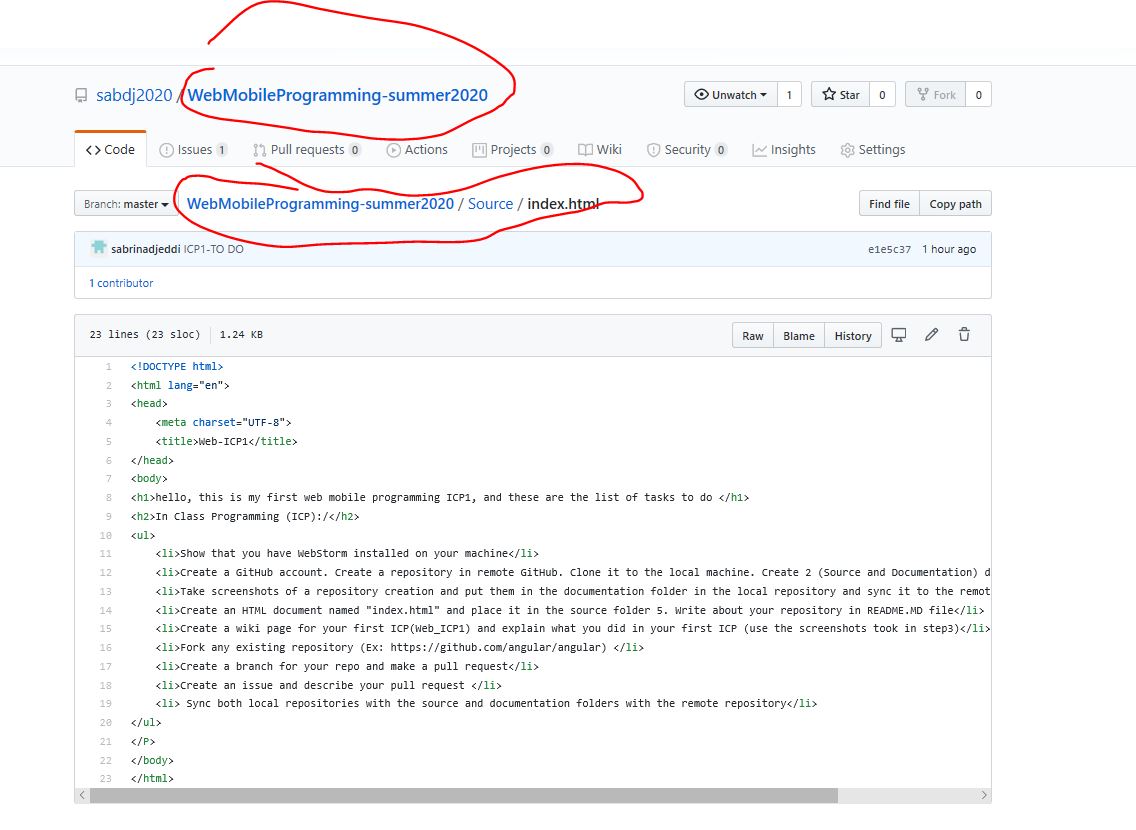 sabdj2020 / WebMobileProgramming-summer2020
Unwatch 1 Star 0 Fork 0
Code Issues 1 Pull requests 0 Actions Projects 0 Wiki Security 0 Insights Settings
Branch: master WebMobileProgramming-summer2020 / Source / index.html Find file Copy path
sabrinadjeddi ICP1-TO DO e1e5c37 1 hour ago
1 contributor
23 lines (23 sloc) 1.24 KB Raw Blame History
1 <!DOCTYPE html>
2 <html lang="en">
3 <head>
4 <meta charset="UTF-8">
5 <title>Web-ICP1</title>
6 </head>
7 <body>
8 <h1>hello, this is my first web mobile programming ICP1, and these are the list of tasks to do </h1>
9 <h2>In Class Programming (ICP):/</h2>
10 <ul>
11 <li>Show that you have WebStorm installed on your machine</li>
12 <li>Create a GitHub account. Create a repository in remote GitHub. Clone it to the local machine. Create 2 (Source and Documentation) d
13 <li>Take screenshots of a repository creation and put them in the documentation folder in the local repository and sync it to the remot
14 <li>Create an HTML document named "index.html" and place it in the source folder 5. Write about your repository in README.MD file</li>
15 <li>Create a wiki page for your first ICP(Web_ICP1) and explain what you did in your first ICP (use the screenshots took in step3)</li>
16 <li>Fork any existing repository (Ex: https://github.com/angular/angular) </li>
17 <li>Create a branch for your repo and make a pull request</li>
18 <li>Create an issue and describe your pull request </li>
19 <li> Sync both local repositories with the source and documentation folders with the remote repository</li>
20 </ul>
21 </P>
22 </body>
23 </html>